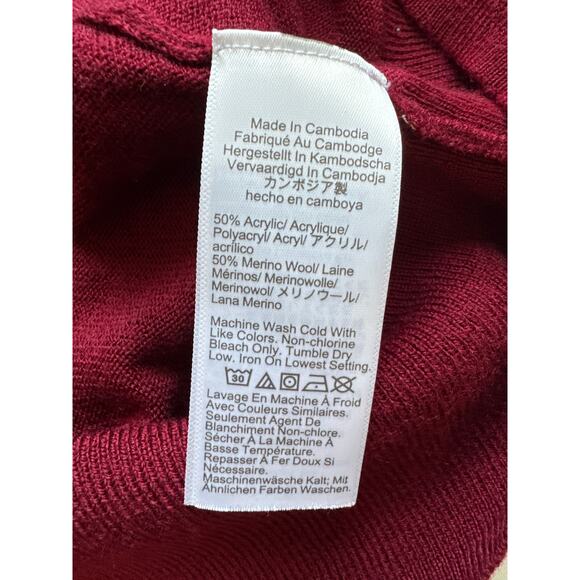 Made In Cambodia
Fabriqué Au Cambodge
Hergestellt In Kambodscha
Vervaardigd In Cambodja
カンボジア製
hecho en camboya
50% Acrylic/ Acrylique/
Polyacryl/ Acryl/ アクリル/
acrílico
50% Merino Wool/ Laine
Mérinos/ Merinowolle/
Merinowol/ メリノウール/
Lana Merino
Machine Wash Cold With
Like Colors. Non-chlorine
Bleach Only. Tumble Dry
Low. Iron On Lowest Setting.
30
Lavage En Machine À Froid
Avec Couleurs Similaires.
Seulement Agent De
Blanchiment Non-chlore.
Sécher À La Machine À
Basse Température.
Repasser À Fer Doux Si
Nécessaire.
Maschinenwäsche Kalt; Mit
Ähnlichen Farben Waschen.